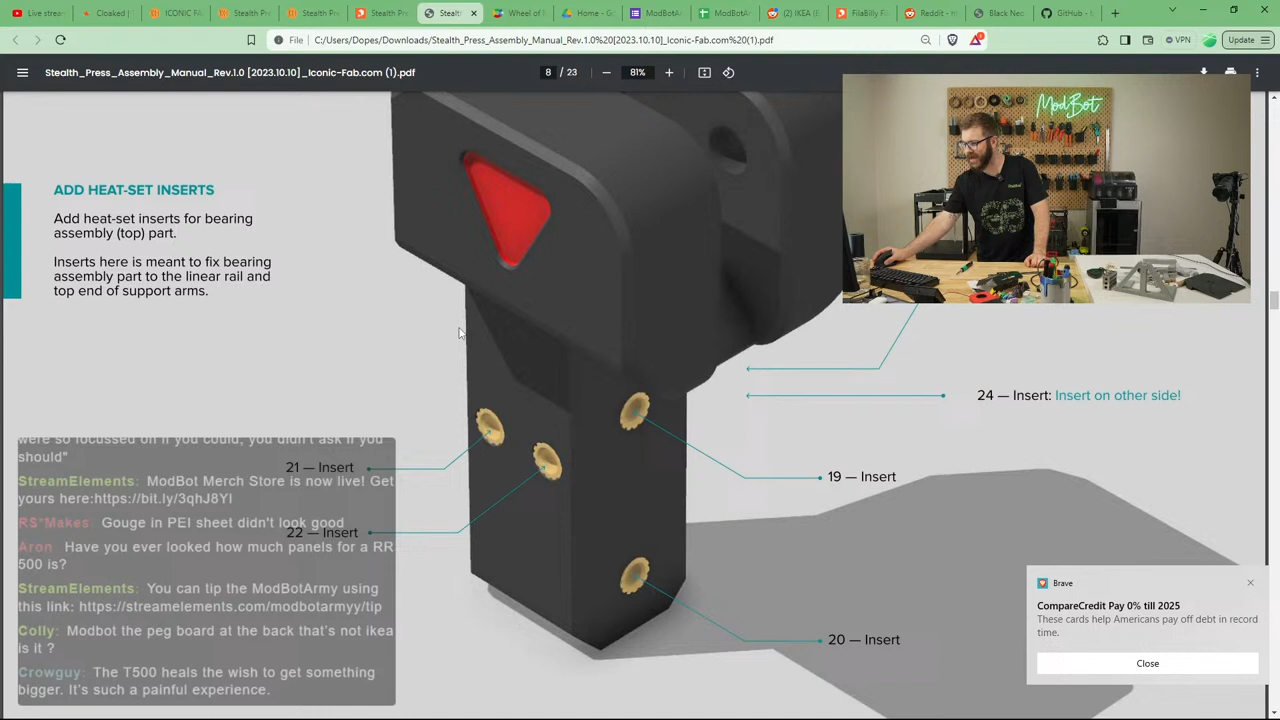 Live stream
Cloaked |
ICONIC FA
Stealth Pre
Stealth Pre
Stealth Pre
Stealth
Wheel of N
Home - Go
ModBotAr
ModBotAr
(2) IKEA (E
FilaBilly Fi
Reddit - th
Black Neo
GitHub - t
File
C:/Users/Dopes/Downloads/Stealth_Press_Assembly_Manual_Rev.1.0%20[2023.10.10]_Iconic-Fab.com%20(1).pdf
VPN
Update
Stealth_Press_Assembly_Manual_Rev.1.0 [2023.10.10]_Iconic-Fab.com (1).pdf
8 / 23
81%
ModBot
ADD HEAT-SET INSERTS
Add heat-set inserts for bearing
assembly (top) part.
Inserts here is meant to fix bearing
assembly part to the linear rail and
top end of support arms.
24 — Insert: Insert on other side!
21 — Insert
19 — Insert
22 — Insert
20 — Insert
were so focussed on if you could, you didn't ask if you
should"
StreamElements: ModBot Merch Store is now live! Get
yours here:https://bit.ly/3qhJ8YI
RS*Makes: Gouge in PEI sheet didn't look good
Aron: Have you ever looked how much panels for a RR
500 is?
StreamElements: You can tip the ModBotArmy using
this link: https://streamelements.com/modbotarmyy/tip
Colly: Modbot the peg board at the back that's not ikea
is it ?
Crowguy: The T500 heals the wish to get something
bigger. It's such a painful experience.
Brave
CompareCredit Pay 0% till 2025
These cards help Americans pay off debt in record
time.
Close